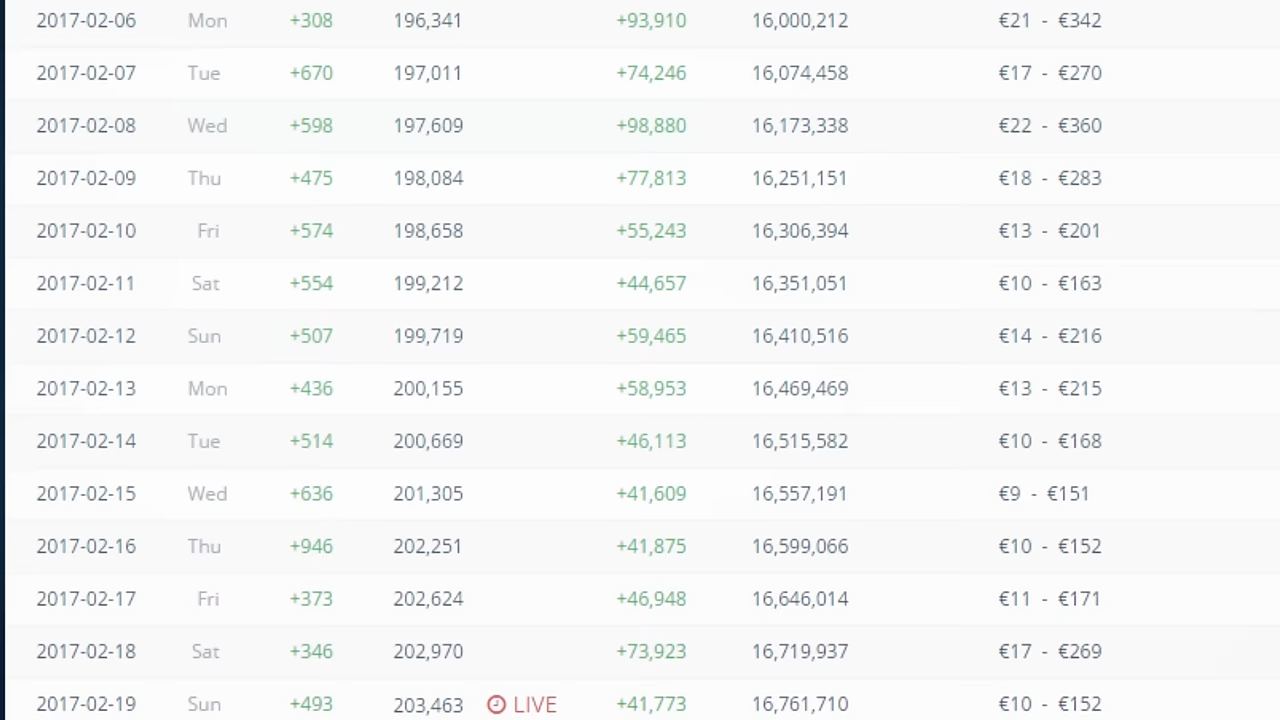 2017-02-06 Mon +308 196,341 +93,910 16,000,212 €21 - €342
2017-02-07 Tue +670 197,011 +74,246 16,074,458 €17 - €270
2017-02-08 Wed +598 197,609 +98,880 16,173,338 €22 - €360
2017-02-09 Thu +475 198,084 +77,813 16,251,151 €18 - €283
2017-02-10 Fri +574 198,658 +55,243 16,306,394 €13 - €201
2017-02-11 Sat +554 199,212 +44,657 16,351,051 €10 - €163
2017-02-12 Sun +507 199,719 +59,465 16,410,516 €14 - €216
2017-02-13 Mon +436 200,155 +58,953 16,469,469 €13 - €215
2017-02-14 Tue +514 200,669 +46,113 16,515,582 €10 - €168
2017-02-15 Wed +636 201,305 +41,609 16,557,191 €9 - €151
2017-02-16 Thu +946 202,251 +41,875 16,599,066 €10 - €152
2017-02-17 Fri +373 202,624 +46,948 16,646,014 €11 - €171
2017-02-18 Sat +346 202,970 +73,923 16,719,937 €17 - €269
2017-02-19 Sun +493 203,463 LIVE +41,773 16,761,710 €10 - €152